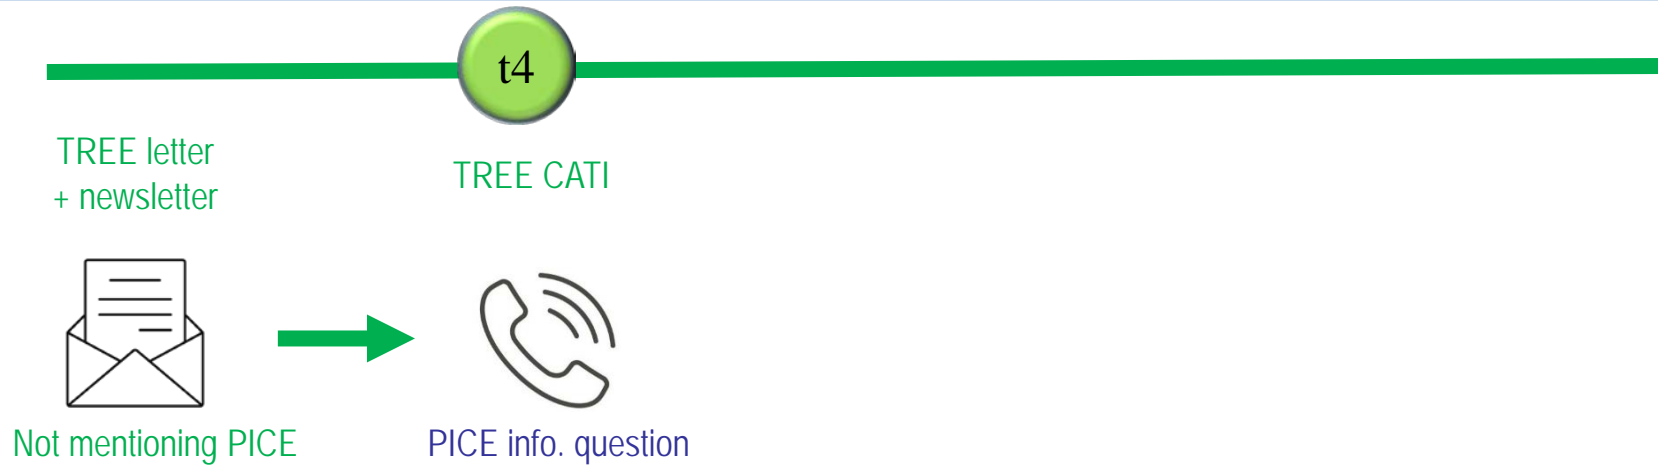 t4
TREE letter
+ newsletter
TREE CATI
Not mentioning PICE
PICE info. question